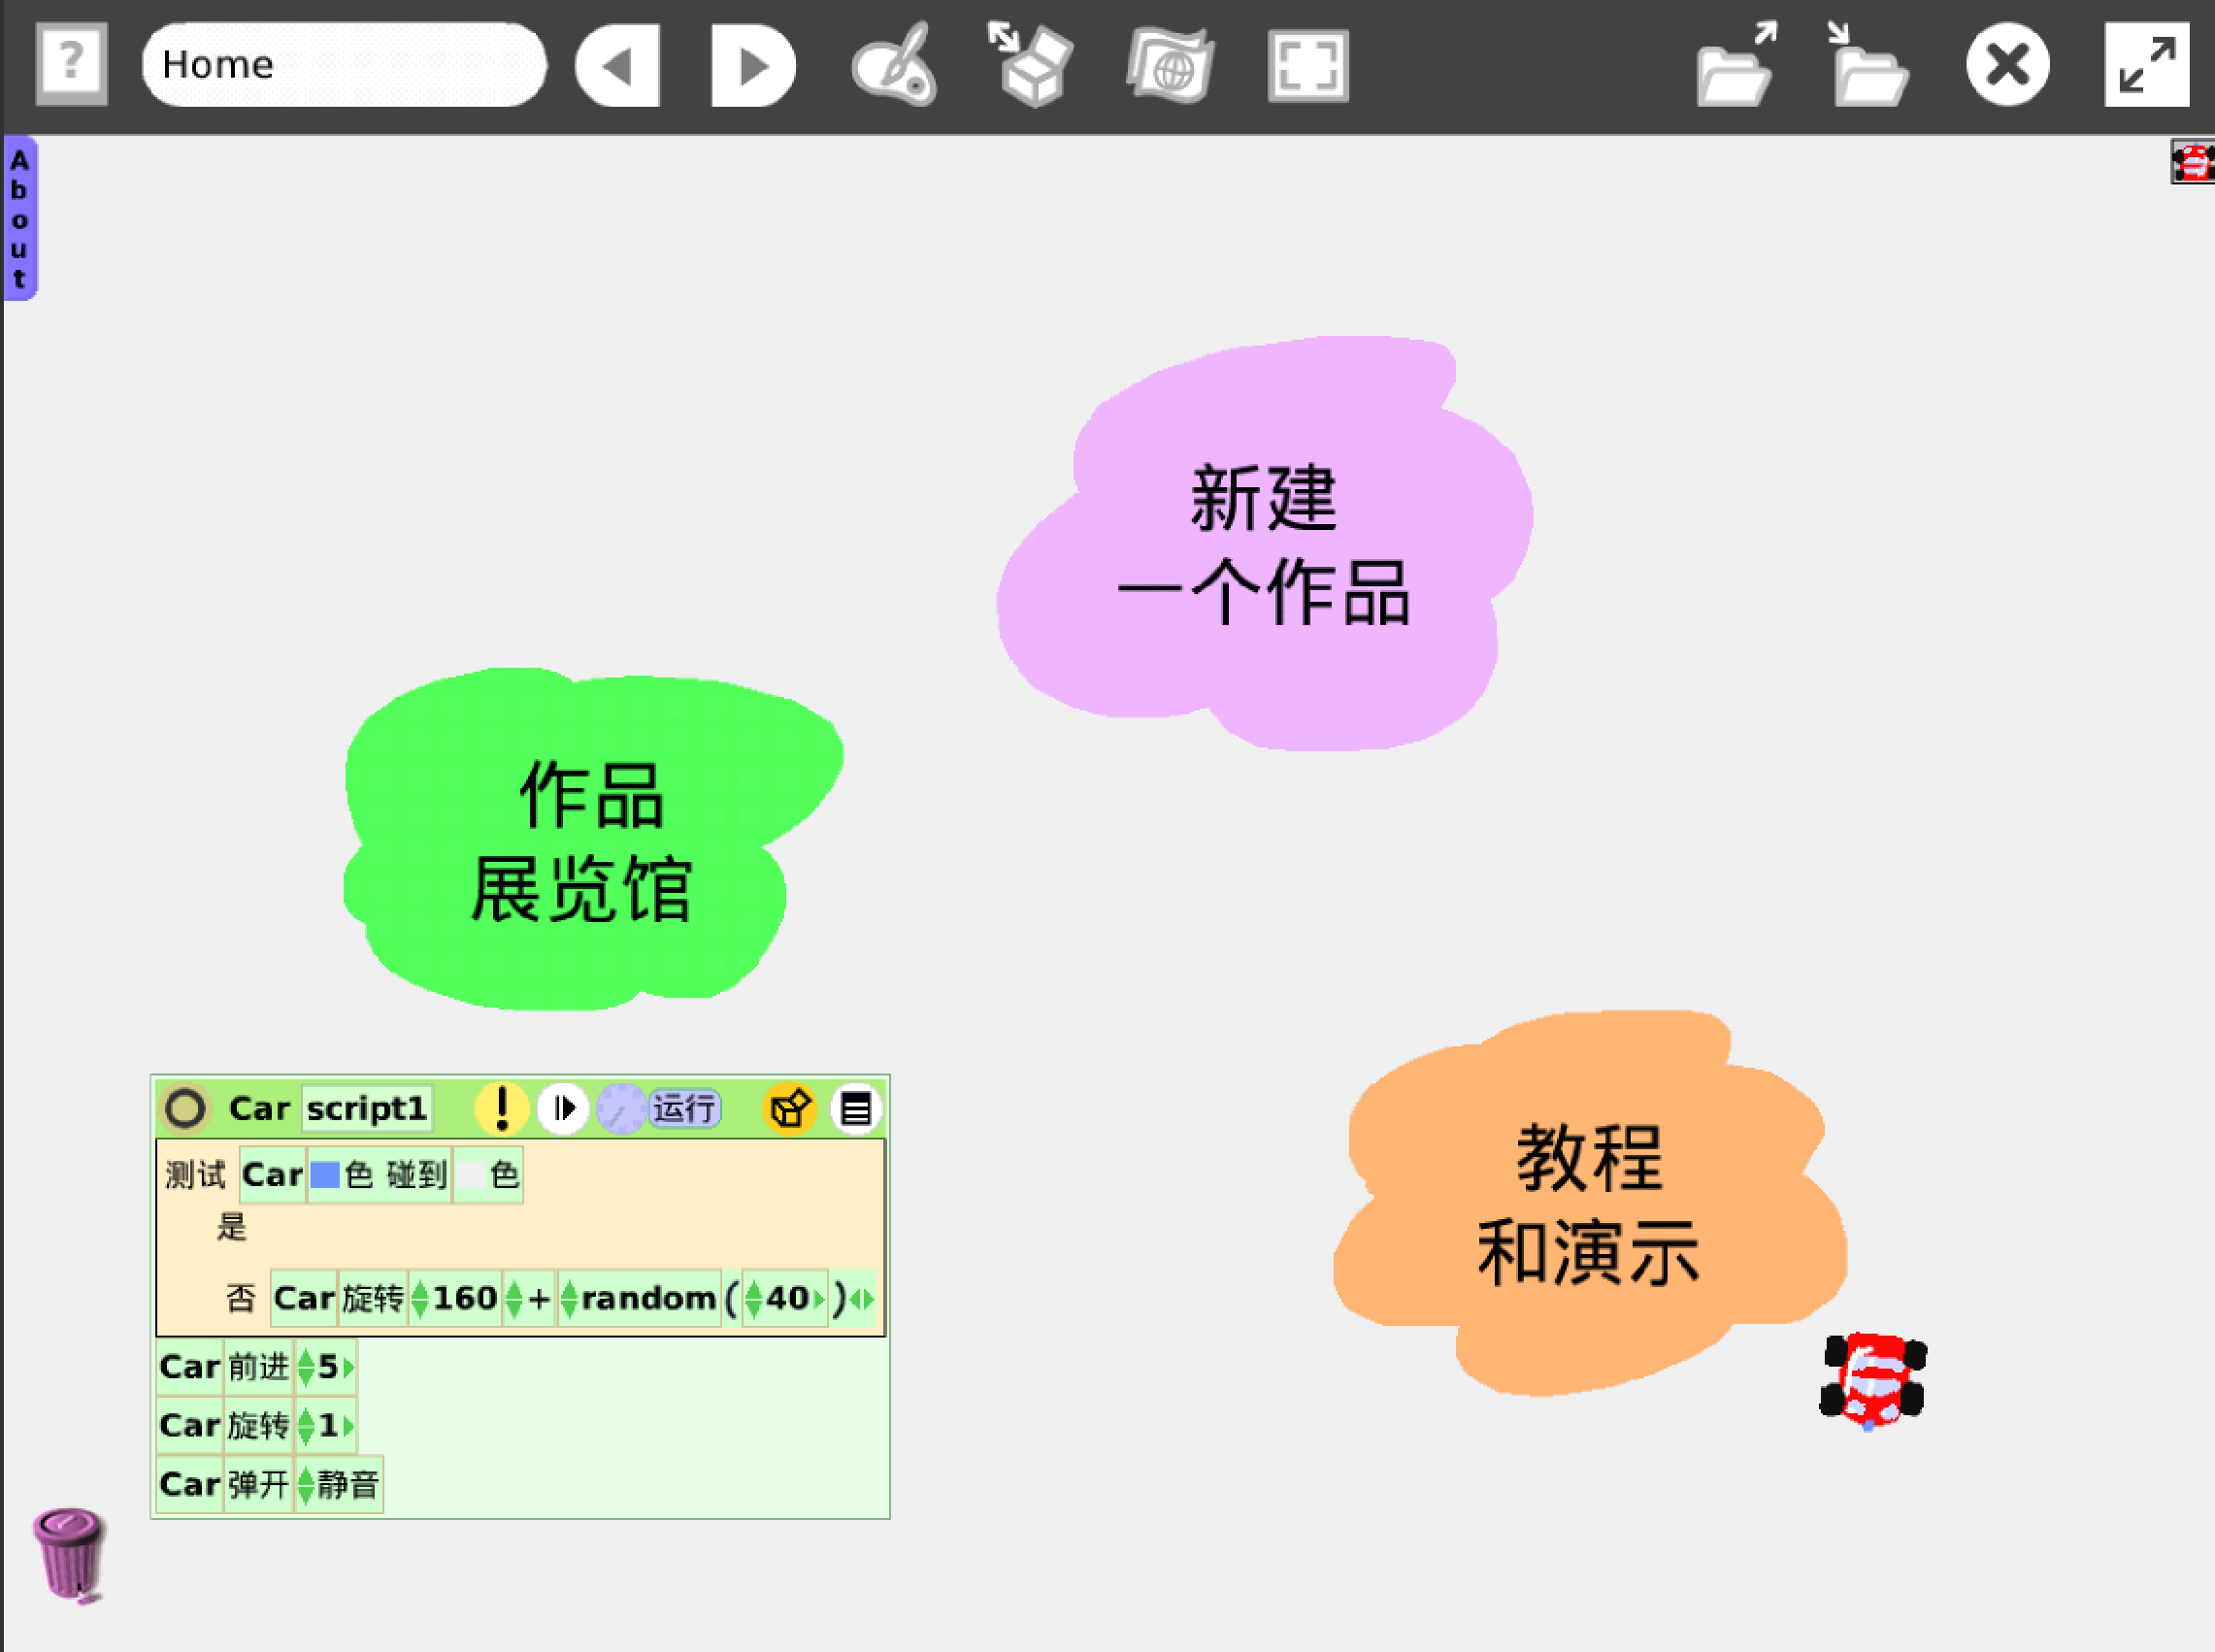 ?
Home
About
新建
一个作品
作品
展览馆
教程
和演示
Car script1 ! 运行
测试 Car 色 碰到 色
是
否 Car 旋转 160 + random ( 40 )
Car 前进 5
Car 旋转 1
Car 弹开 静音